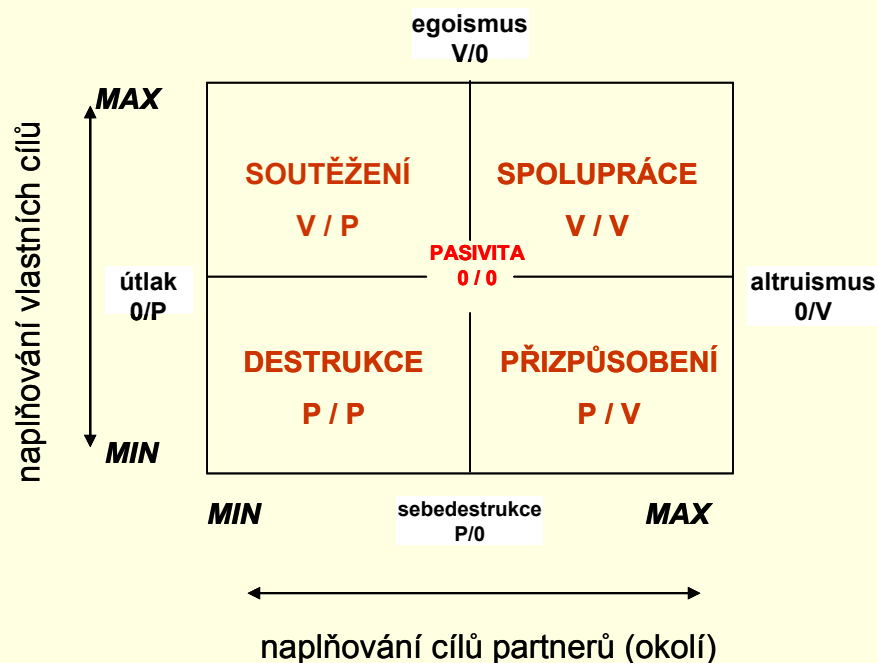 egoismus
V/0
MAX
naplňování vlastních cílů
SOUTĚŽENÍ
V / P
SPOLUPRÁCE
V / V
PASIVITA
0 / 0
útlak
0/P
altruismus
0/V
DESTRUKCE
P / P
PŘIZPŮSOBENÍ
P / V
MIN
MIN
sebedestrukce
P/0
MAX
naplňování cílů partnerů (okolí)